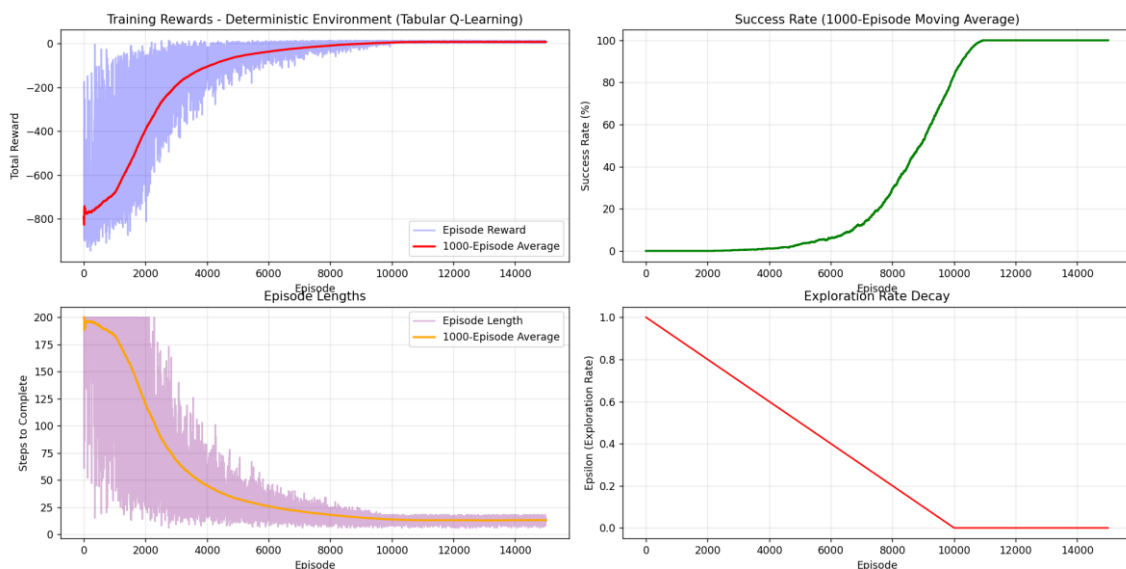 Training Rewards - Deterministic Environment (Tabular Q-Learning)
0
−200
−400
−600
−800
Total Reward
Episode Reward
1000-Episode Average
0 2000 4000 6000 8000 10000 12000 14000
Episode
Success Rate (1000-Episode Moving Average)
100
80
60
40
20
0
Success Rate (%)
0 2000 4000 6000 8000 10000 12000 14000
Episode
Episode Lengths
200
175
150
125
100
75
50
25
0
Steps to Complete
Episode Length
1000-Episode Average
0 2000 4000 6000 8000 10000 12000 14000
Episode
Exploration Rate Decay
1.0
0.8
0.6
0.4
0.2
0.0
Epsilon (Exploration Rate)
0 2000 4000 6000 8000 10000 12000 14000
Episode